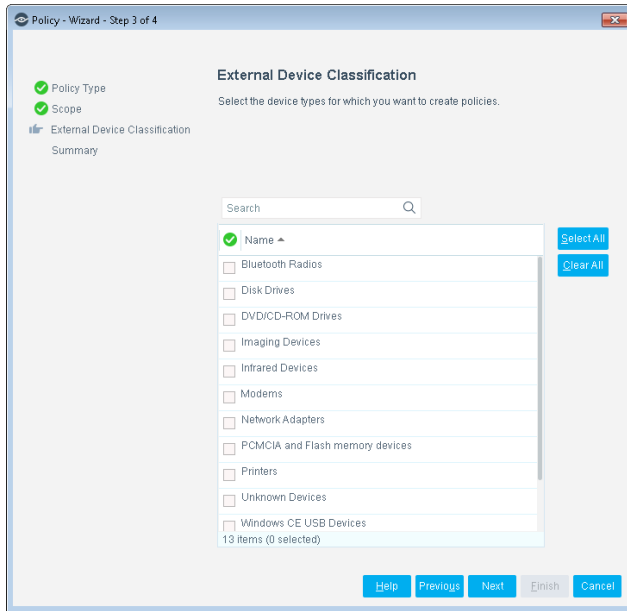 Policy - Wizard - Step 3 of 4
Policy Type
Scope
External Device Classification
Summary
External Device Classification
Select the device types for which you want to create policies.
Search
Name
Select All
Clear All
Bluetooth Radios
Disk Drives
DVD/CD-ROM Drives
Imaging Devices
Infrared Devices
Modems
Network Adapters
PCMCIA and Flash memory devices
Printers
Unknown Devices
Windows CE USB Devices
13 items (0 selected)
Help
Previous
Next
Finish
Cancel